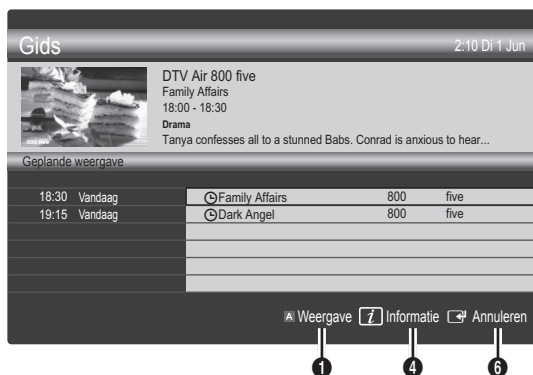 Gids 2:10 Di 1 Jun
DTV Air 800 five
Family Affairs
18:00 - 18:30
Drama
Tanya confesses all to a stunned Babs. Conrad is anxious to hear...
800 five
Geplande weergave
18:30 Vandaag Family Affairs 800 five
19:15 Vandaag Dark Angel 800 five
A Weergave i Informatie Annuleren
1 4 6